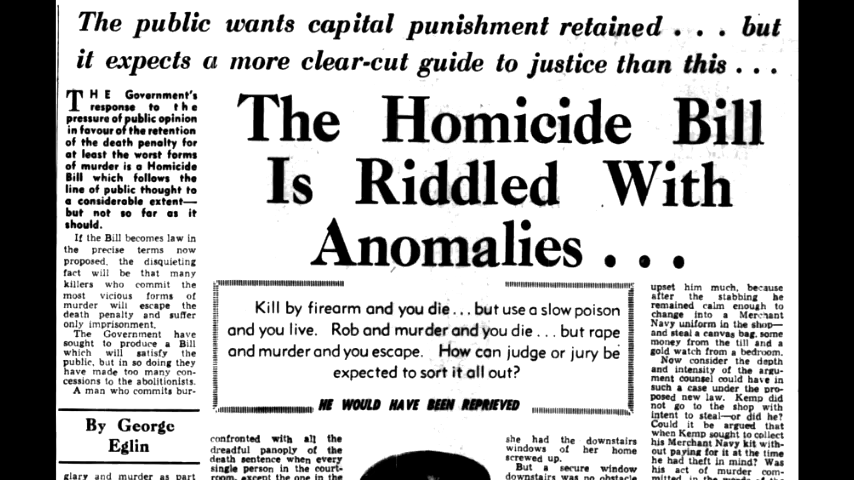 The public wants capital punishment retained . . . but
it expects a more clear-cut guide to justice than this . . .
THE Government's
response to the
pressure of public opinion
in favour of the retention
of the death penalty for
at least the worst forms
of murder is a Homicide
Bill which follows the
line of public thought to
a considerable extent—
but not so far as it
should.
If the Bill becomes law in
the precise terms now
proposed, the disquieting
fact will be that many
killers who commit the
most vicious forms of
murder will escape the
death penalty and suffer
only imprisonment.
The Government have
sought to produce a Bill
which will satisfy the
public, but in so doing they
have made too many con-
cessions to the abolitionists.
A man who commits bur-
By George
Eglin
glary and murder as part
The Homicide Bill
Is Riddled With
Anomalies . . .
Kill by firearm and you die . . . but use a slow poison
and you live. Rob and murder and you die . . . but rape
and murder and you escape. How can judge or jury be
expected to sort it all out?
HE WOULD HAVE BEEN REPRIEVED
confronted with all the
dreadful panoply of the
death sentence when every
single person in the court-
room, except the one in the
she had the downstairs
windows of her home
screwed up.
But a secure window
downstairs was no obstacle
upset him much, because
after the stabbing he
remained calm enough to
change into a Merchant
Navy uniform in the shop—
and steal a canvas bag, some
money from the till and a
gold watch from a bedroom.
Now consider the depth
and intensity of the argu-
ment counsel could have in
such a case under the pro-
posed new law. Kemp did
not go to the shop with
intent to steal—or did he?
Could it be argued that
when Kemp sought to collect
his Merchant Navy kit with-
out paying for it at the time
he had theft in mind? Was
his act of murder com-
mitted in the